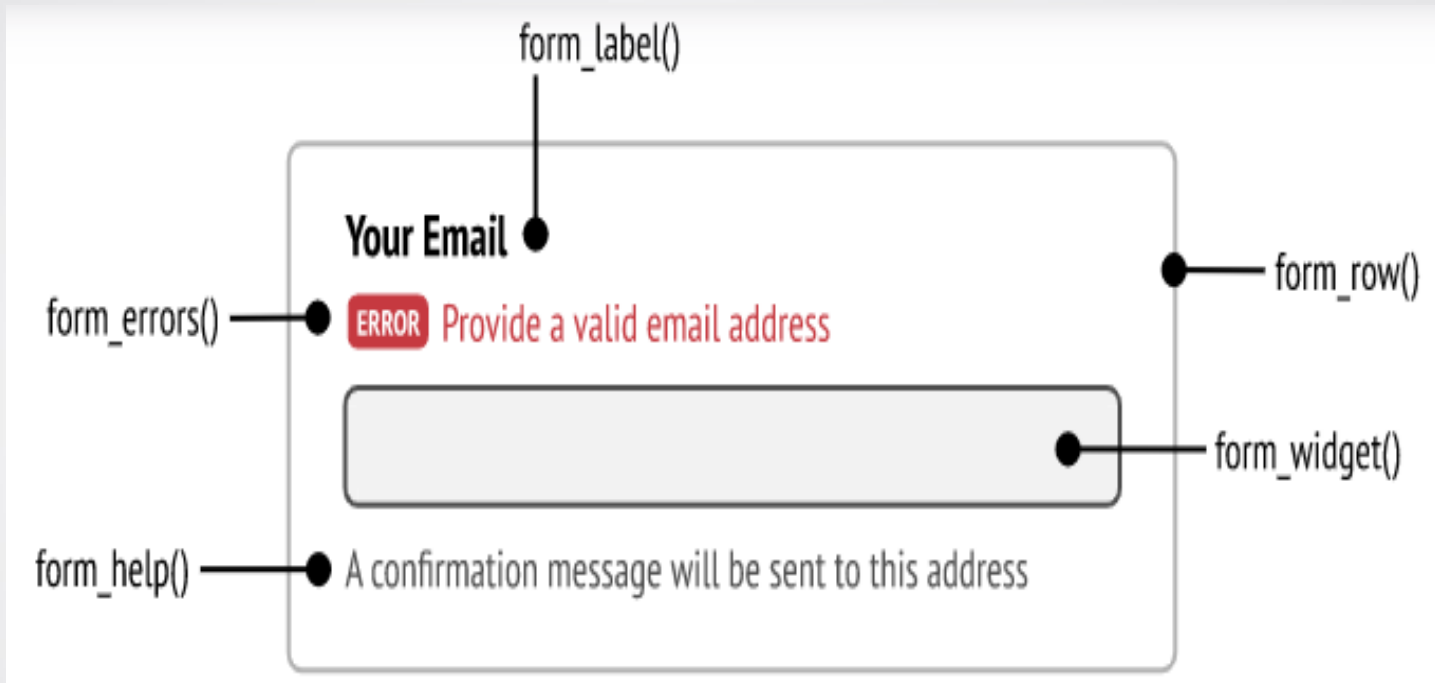 form_label()
Your Email
form_row()
form_errors()
ERROR Provide a valid email address
form_widget()
form_help()
A confirmation message will be sent to this address